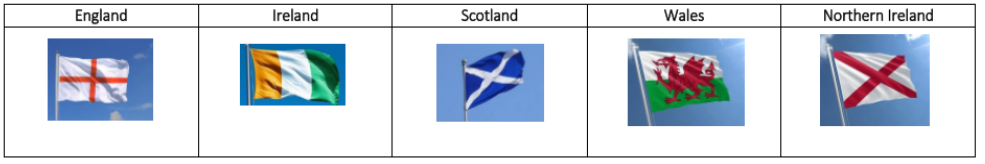 England
Ireland
Scotland
Wales
Northern Ireland